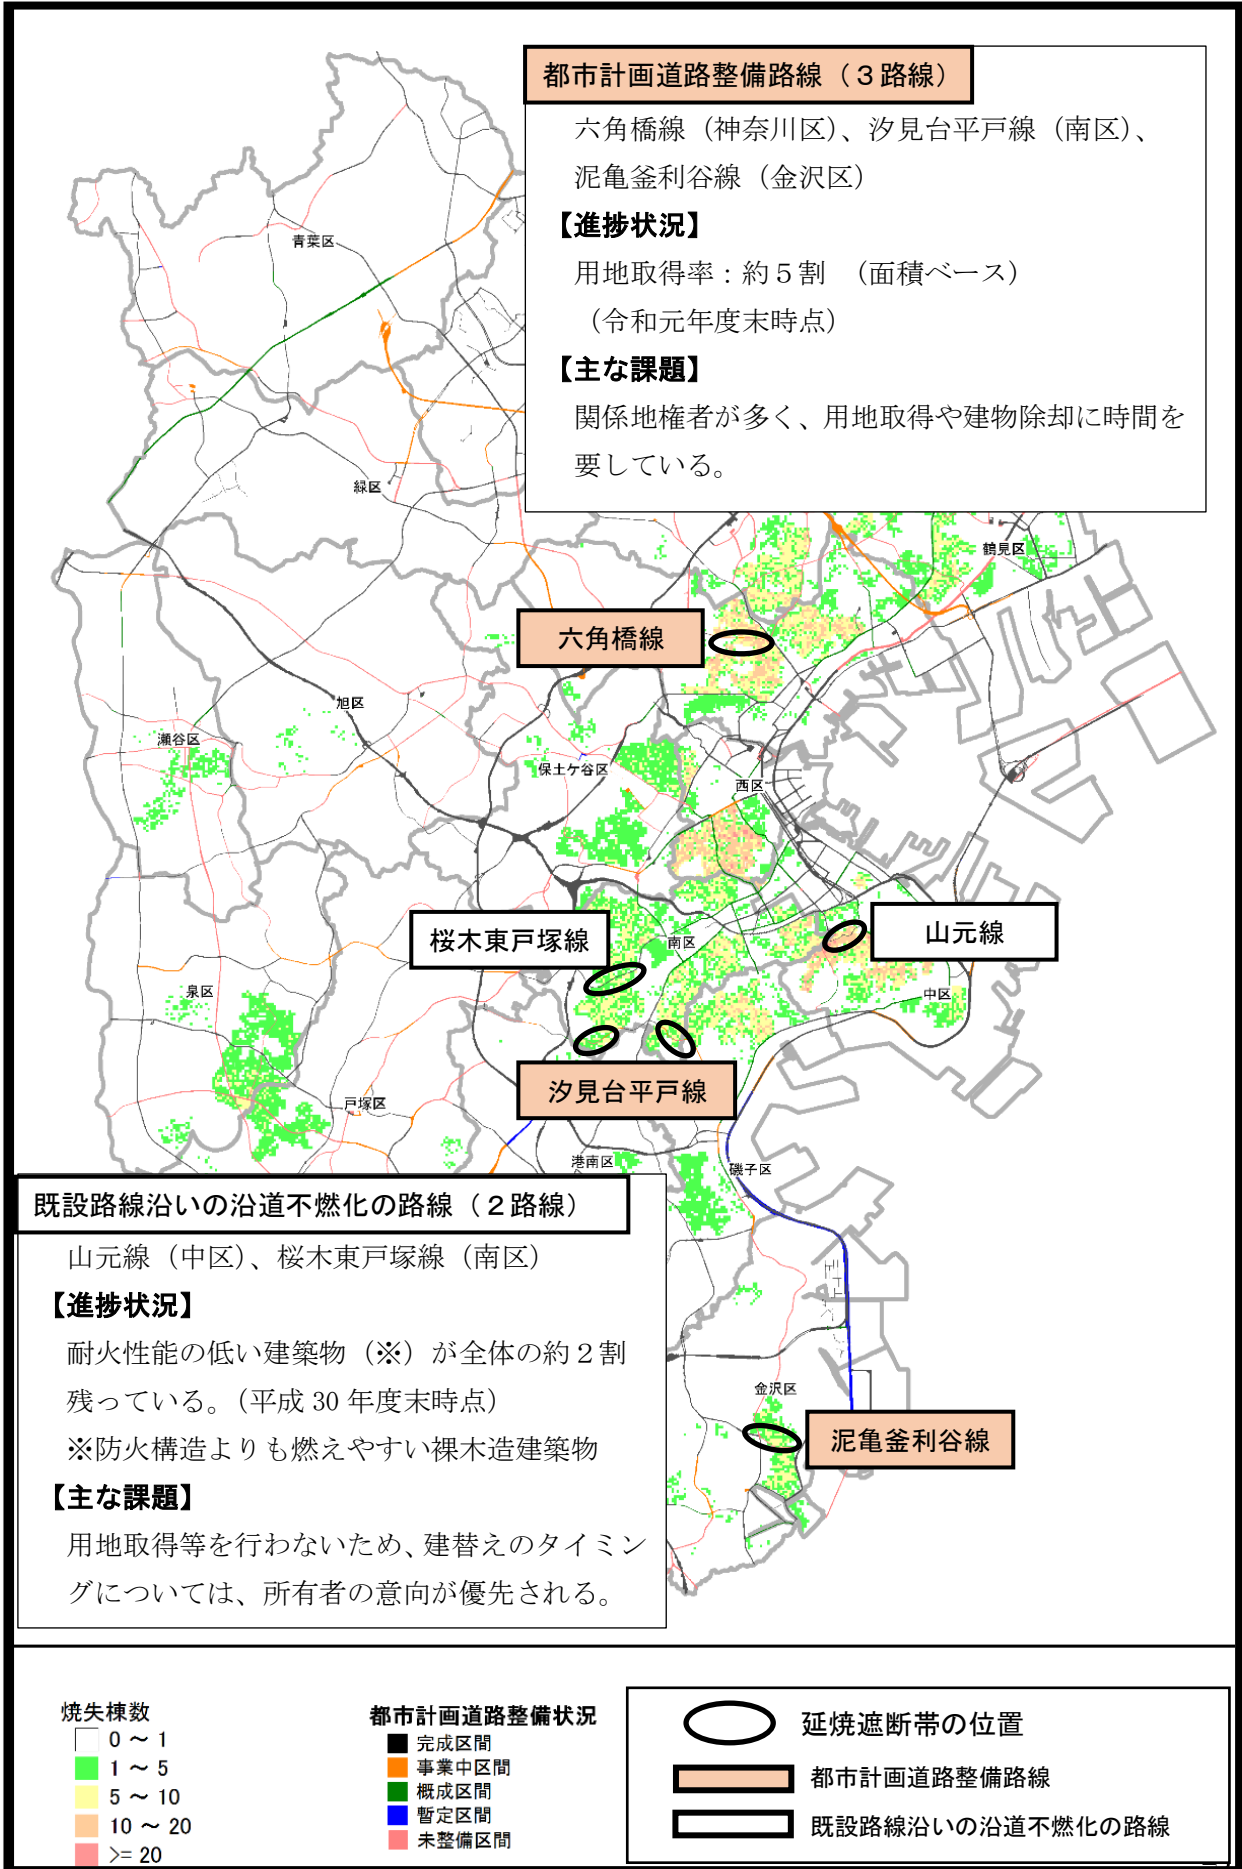 都市計画道路整備路線（３路線）
六角橋線（神奈川区）、汐見台平戸線（南区）、
泥亀釜利谷線（金沢区）
【進捗状況】
用地取得率：約５割　（面積ベース）
（令和元年度末時点）
【主な課題】
関係地権者が多く、用地取得や建物除却に時間を
要している。
青葉区
緑区
鶴見区
六角橋線
旭区
瀬谷区
保土ケ谷区
西区
桜木東戸塚線
南区
山元線
泉区
中区
汐見台平戸線
戸塚区
港南区
磯子区
既設路線沿いの沿道不燃化の路線（２路線）
山元線（中区）、桜木東戸塚線（南区）
【進捗状況】
耐火性能の低い建築物（※）が全体の約２割
残っている。（平成 30 年度末時点）
※防火構造よりも燃えやすい裸木造建築物
【主な課題】
用地取得等を行わないため、建替えのタイミン
グについては、所有者の意向が優先される。
金沢区
泥亀釜利谷線
焼失棟数
0 ～ 1
1 ～ 5
5 ～ 10
10 ～ 20
>= 20
都市計画道路整備状況
完成区間
事業中区間
概成区間
暫定区間
未整備区間
延焼遮断帯の位置
都市計画道路整備路線
既設路線沿いの沿道不燃化の路線